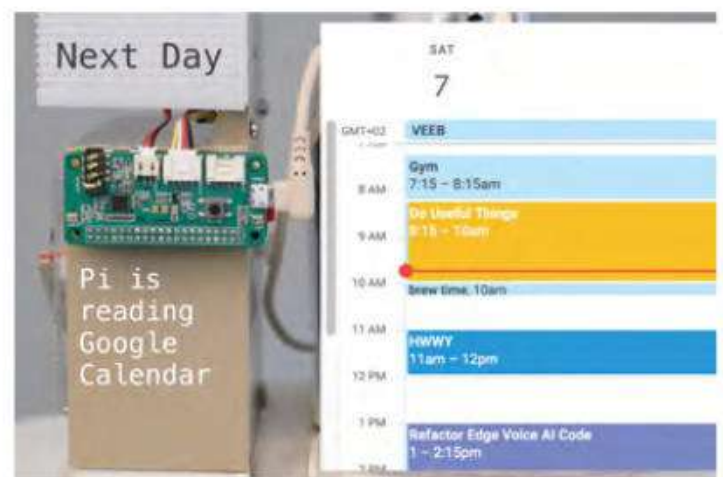 Next Day
Pi is
reading
Google
Calendar
SAT
7
GMT+02
VEEB
Gym
7:15 – 8:15am
8 AM
Do Useful Things
8:15 – 10am
9 AM
10 AM
brew time, 10am
11 AM
HWWY
11am – 12pm
12 PM
1 PM
Refactor Edge Voice AI Code
1 – 2:15pm